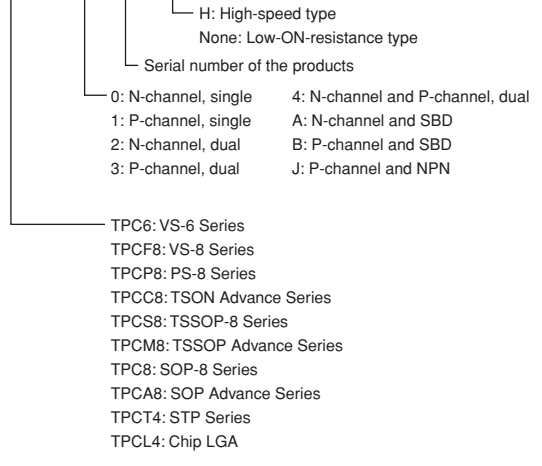 H: High-speed type
None: Low-ON-resistance type
Serial number of the products
0: N-channel, single 4: N-channel and P-channel, dual
1: P-channel, single A: N-channel and SBD
2: N-channel, dual B: P-channel and SBD
3: P-channel, dual J: P-channel and NPN
TPC6: VS-6 Series
TPCF8: VS-8 Series
TPCP8: PS-8 Series
TPCC8: TSON Advance Series
TPCS8: TSSOP-8 Series
TPCM8: TSSOP Advance Series
TPC8: SOP-8 Series
TPCA8: SOP Advance Series
TPCT4: STP Series
TPCL4: Chip LGA